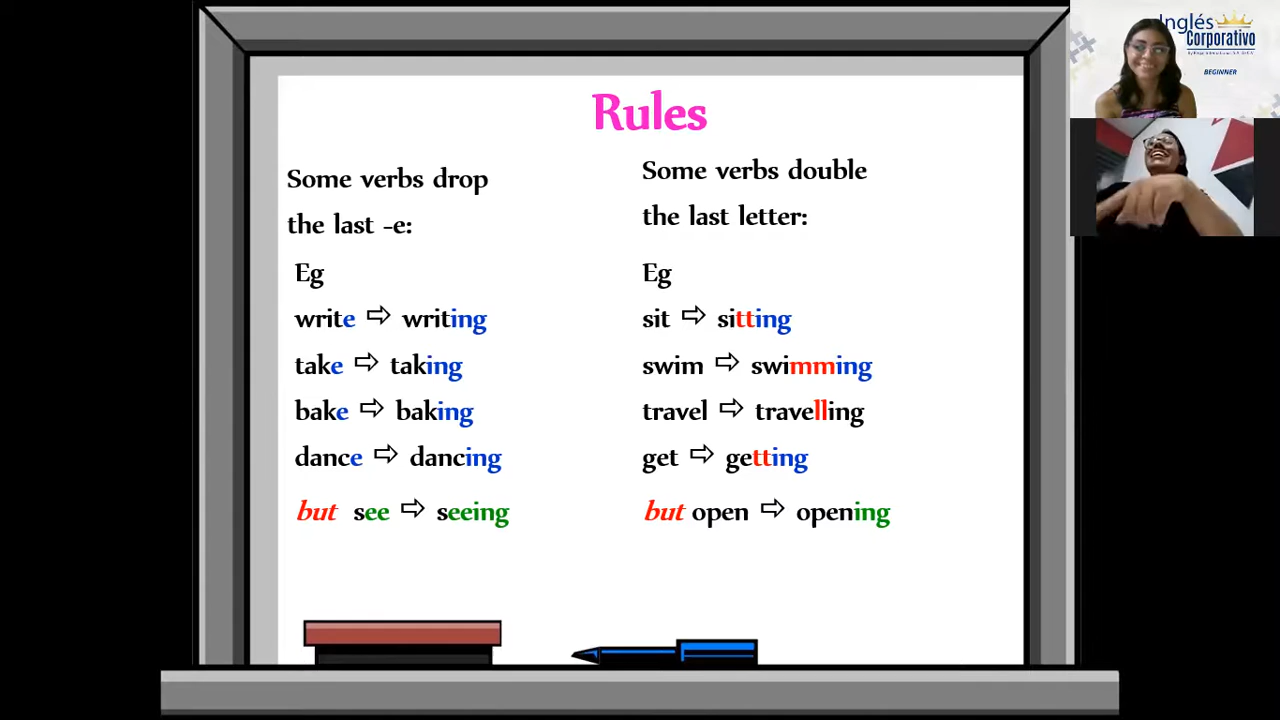 Rules
Some verbs drop
the last -e:
Eg
write ⇨ writing
take ⇨ taking
bake ⇨ baking
dance ⇨ dancing
but see ⇨ seeing
Some verbs double
the last letter:
Eg
sit ⇨ sitting
swim ⇨ swimming
travel ⇨ travelling
get ⇨ getting
but open ⇨ opening
Inglés
Corporativo
BEGINNER